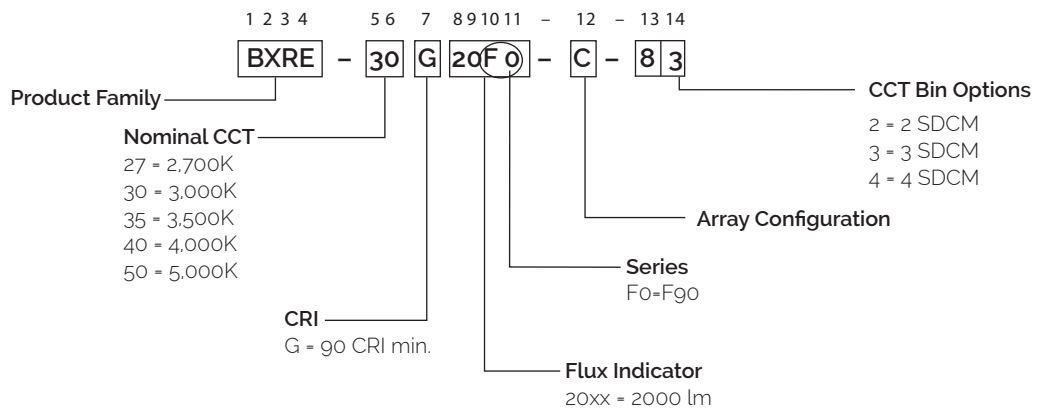 1 2 3 4 5 6 7 8 9 10 11 – 12 – 13 14
BXRE – 30 G 20F0 – C – 8 3
Product Family
CCT Bin Options
2 = 2 SDCM
3 = 3 SDCM
4 = 4 SDCM
Nominal CCT
27 = 2,700K
30 = 3,000K
35 = 3,500K
40 = 4,000K
50 = 5,000K
Array Configuration
Series
F0=F90
CRI
G = 90 CRI min.
Flux Indicator
20xx = 2000 lm